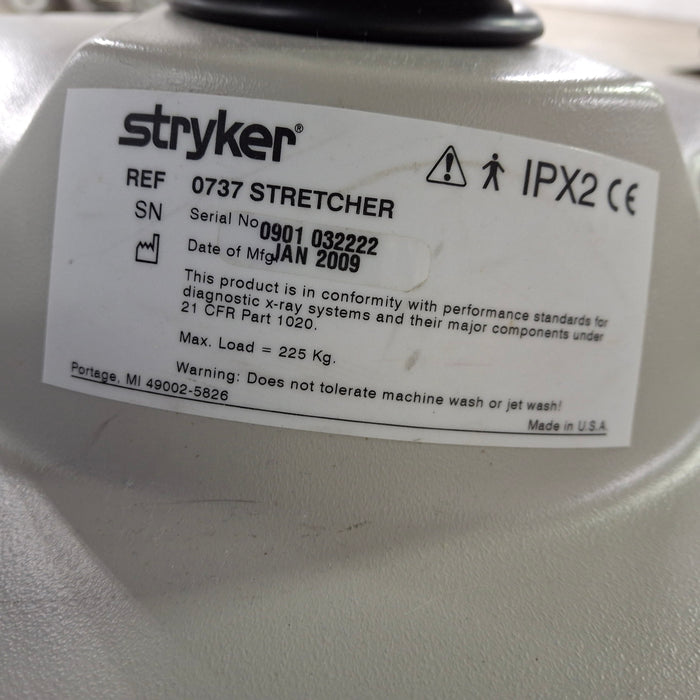 stryker®
IPX2 CE
REF 0737 STRETCHER
SN Serial No 0901 032222
Date of Mfg JAN 2009
This product is in conformity with performance standards for
diagnostic x-ray systems and their major components under
21 CFR Part 1020.
Max. Load = 225 Kg.
Warning: Does not tolerate machine wash or jet wash!
Portage, MI 49002-5826
Made in U.S.A.